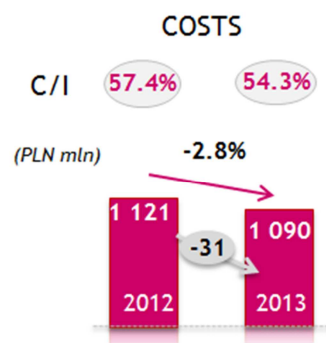 COSTS
C/I 57.4% 54.3%
(PLN mln) -2.8%
1 121
1 090
-31
2012 2013